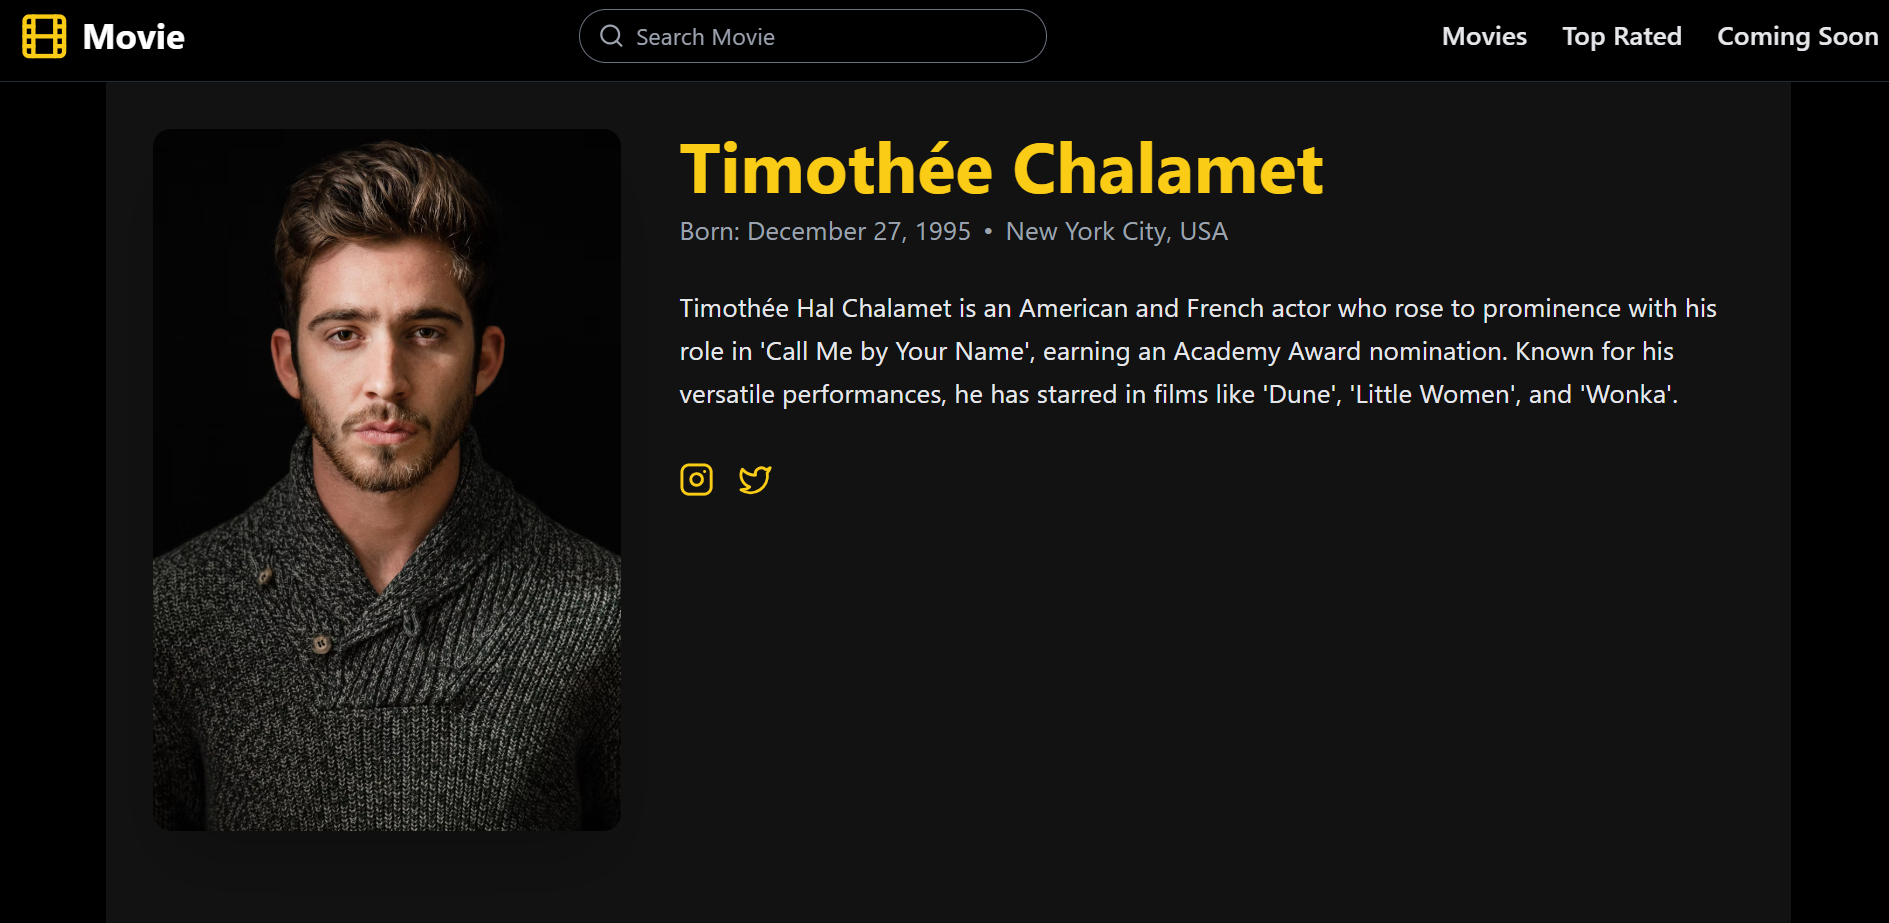 Movie
Search Movie
Movies
Top Rated
Coming Soon
Timothée Chalamet
Born: December 27, 1995 • New York City, USA
Timothée Hal Chalamet is an American and French actor who rose to prominence with his
role in 'Call Me by Your Name', earning an Academy Award nomination. Known for his
versatile performances, he has starred in films like 'Dune', 'Little Women', and 'Wonka'.